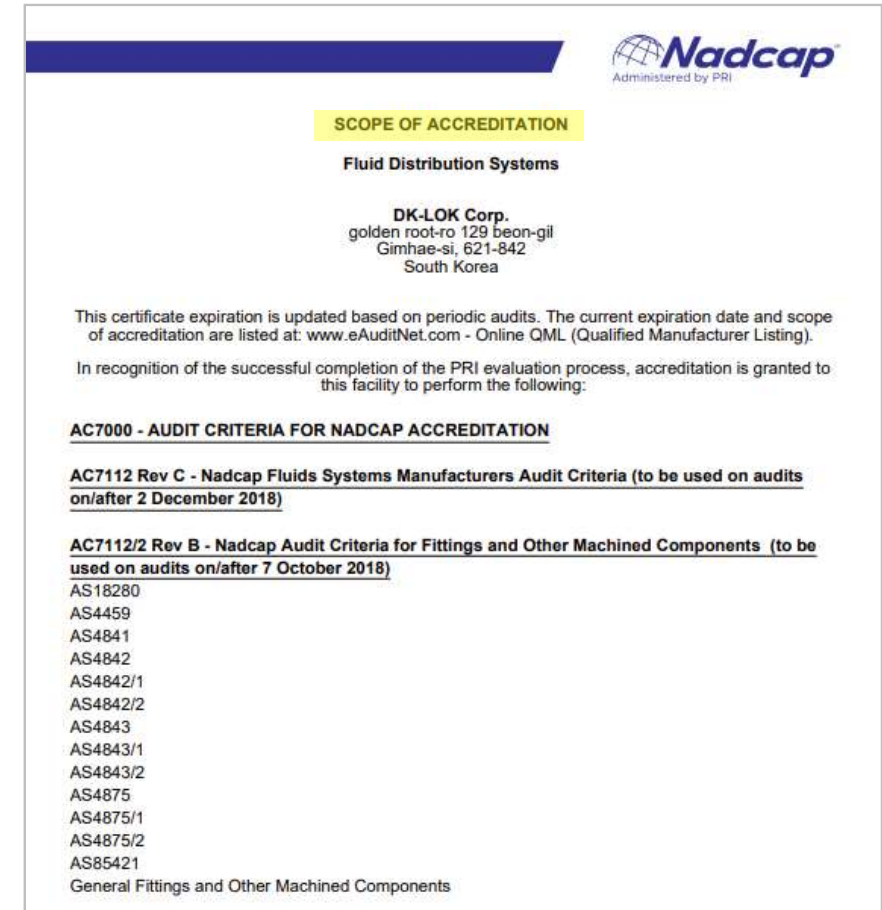 Nadcap
Administered by PRI
SCOPE OF ACCREDITATION
Fluid Distribution Systems
DK-LOK Corp.
golden root-ro 129 beon-gil
Gimhae-si, 621-842
South Korea
This certificate expiration is updated based on periodic audits. The current expiration date and scope
of accreditation are listed at: www.eAuditNet.com - Online QML (Qualified Manufacturer Listing).
In recognition of the successful completion of the PRI evaluation process, accreditation is granted to
this facility to perform the following:
AC7000 - AUDIT CRITERIA FOR NADCAP ACCREDITATION
AC7112 Rev C - Nadcap Fluids Systems Manufacturers Audit Criteria (to be used on audits
on/after 2 December 2018)
AC7112/2 Rev B - Nadcap Audit Criteria for Fittings and Other Machined Components (to be
used on audits on/after 7 October 2018)
AS18280
AS4459
AS4841
AS4842
AS4842/1
AS4842/2
AS4843
AS4843/1
AS4843/2
AS4875
AS4875/1
AS4875/2
AS85421
General Fittings and Other Machined Components